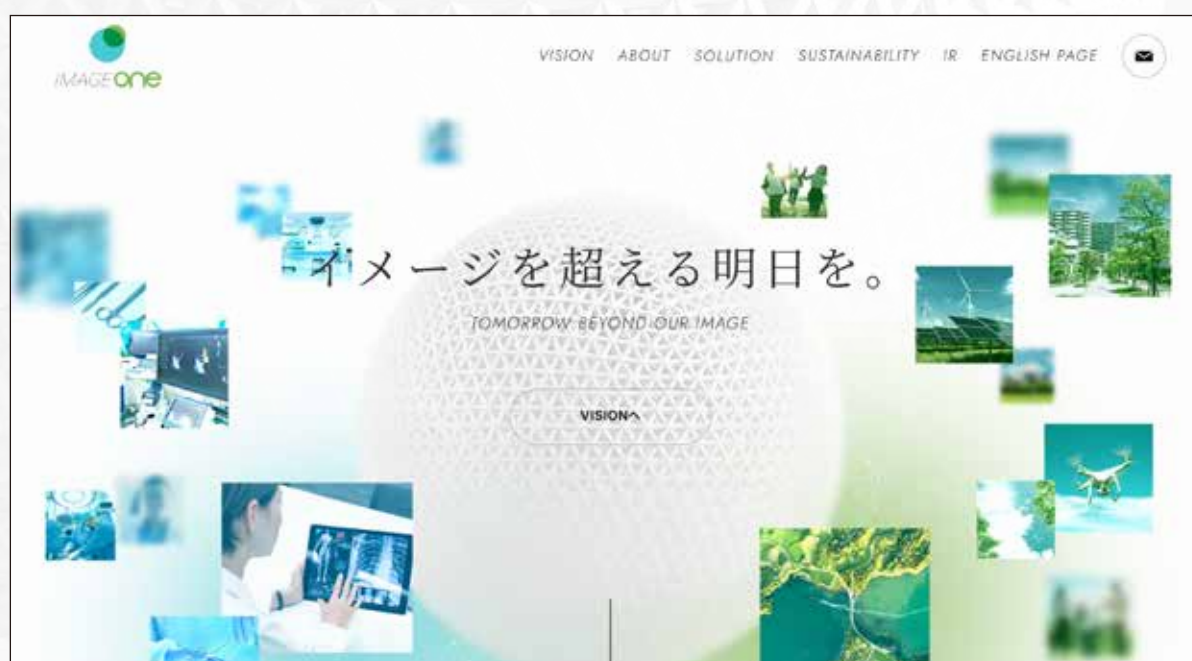 IMAGE one
VISION ABOUT SOLUTION SUSTAINABILITY IR ENGLISH PAGE
イメージを超える明日を。
TOMORROW BEYOND OUR IMAGE
VISIONへ